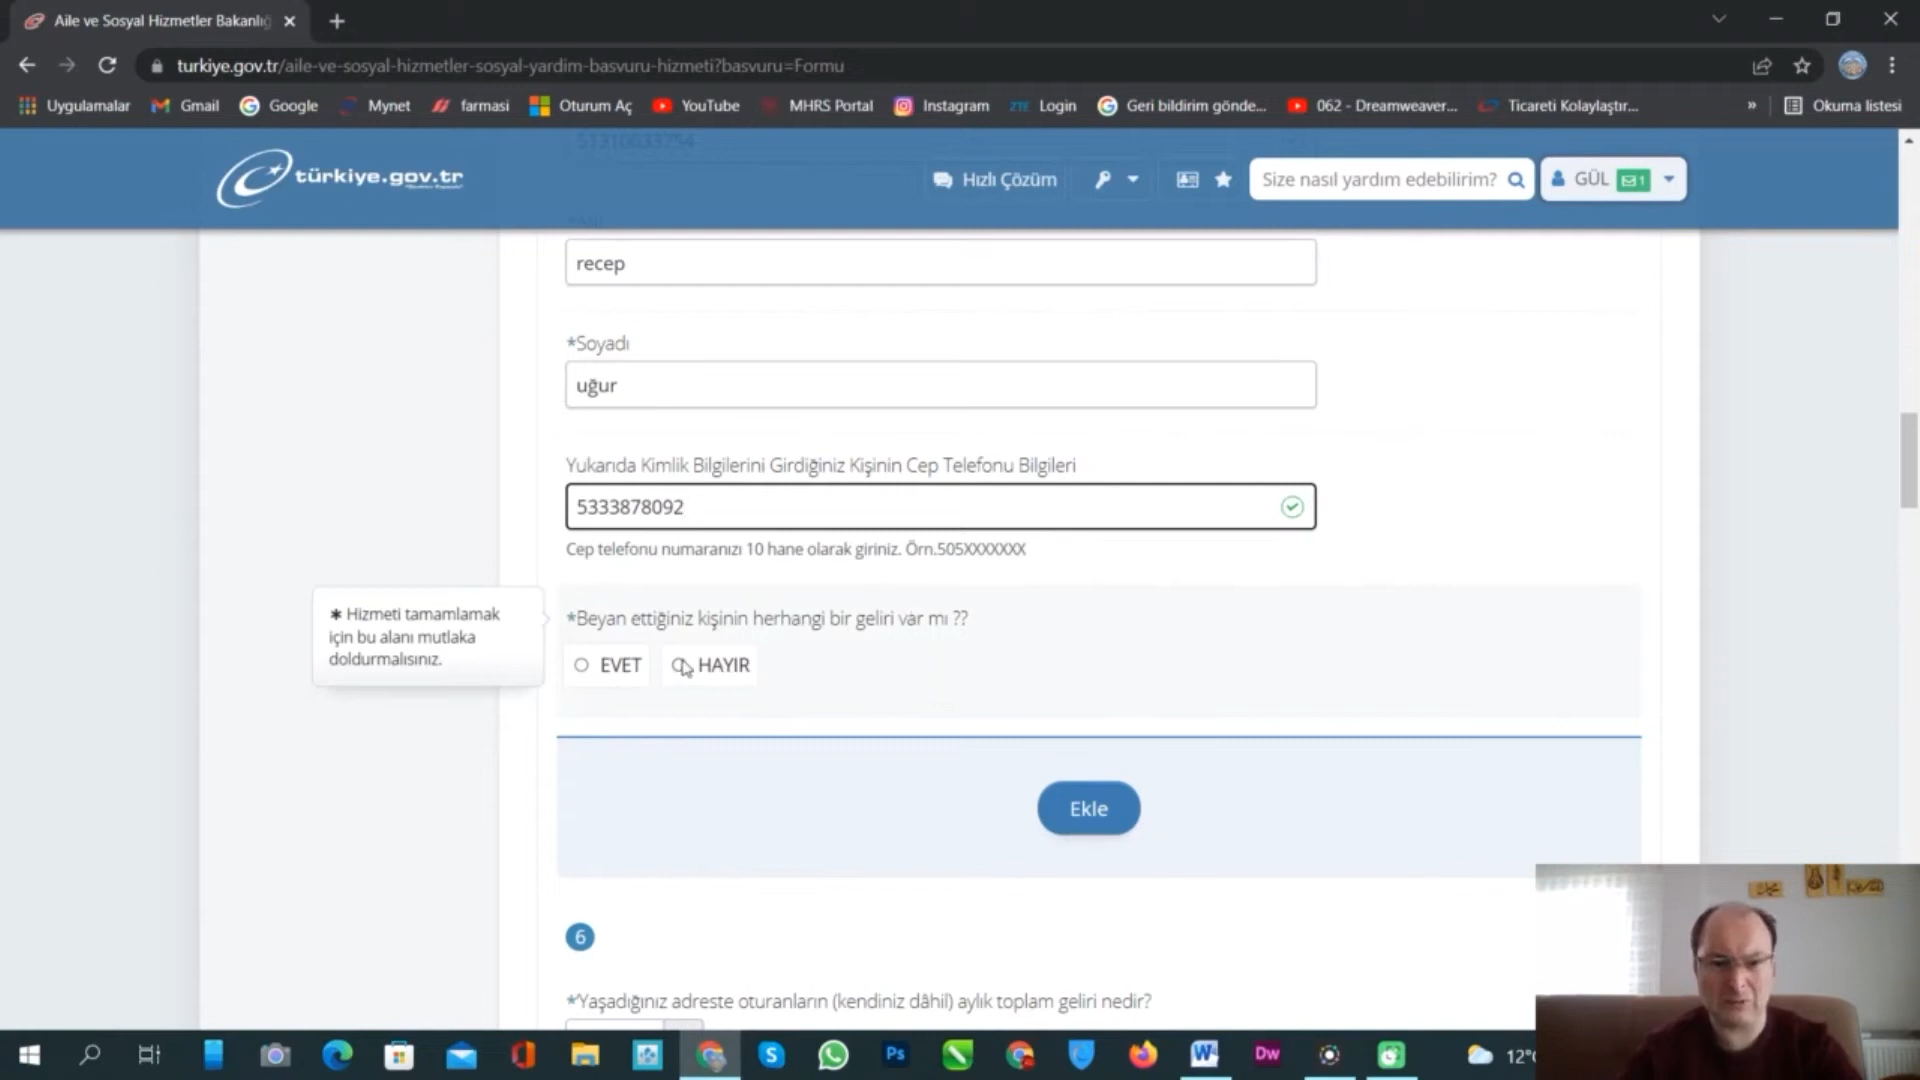 Aile ve Sosyal Hizmetler Bakanlığ
turkiye.gov.tr/aile-ve-sosyal-hizmetler-sosyal-yardim-basvuru-hizmeti?basvuru=Formu
Uygulamalar Gmail Google Mynet farmasi Oturum Aç YouTube MHRS Portal Instagram ZTE Login Geri bildirim gönde... 062 - Dreamweaver... Ticareti Kolaylaştır... » Okuma listesi
türkiye.gov.tr Hızlı Çözüm Size nasıl yardım edebilirim? GÜL 1
recep
*Soyadı
uğur
Yukarıda Kimlik Bilgilerini Girdiğiniz Kişinin Cep Telefonu Bilgileri
5333878092
Cep telefonu numaranızı 10 hane olarak giriniz. Örn.505XXXXXXX
* Hizmeti tamamlamak
için bu alanı mutlaka
doldurmalısınız.
*Beyan ettiğiniz kişinin herhangi bir geliri var mı ??
EVET HAYIR
Ekle
6
*Yaşadığınız adreste oturanların (kendiniz dâhil) aylık toplam geliri nedir?
Ps Dw 12°